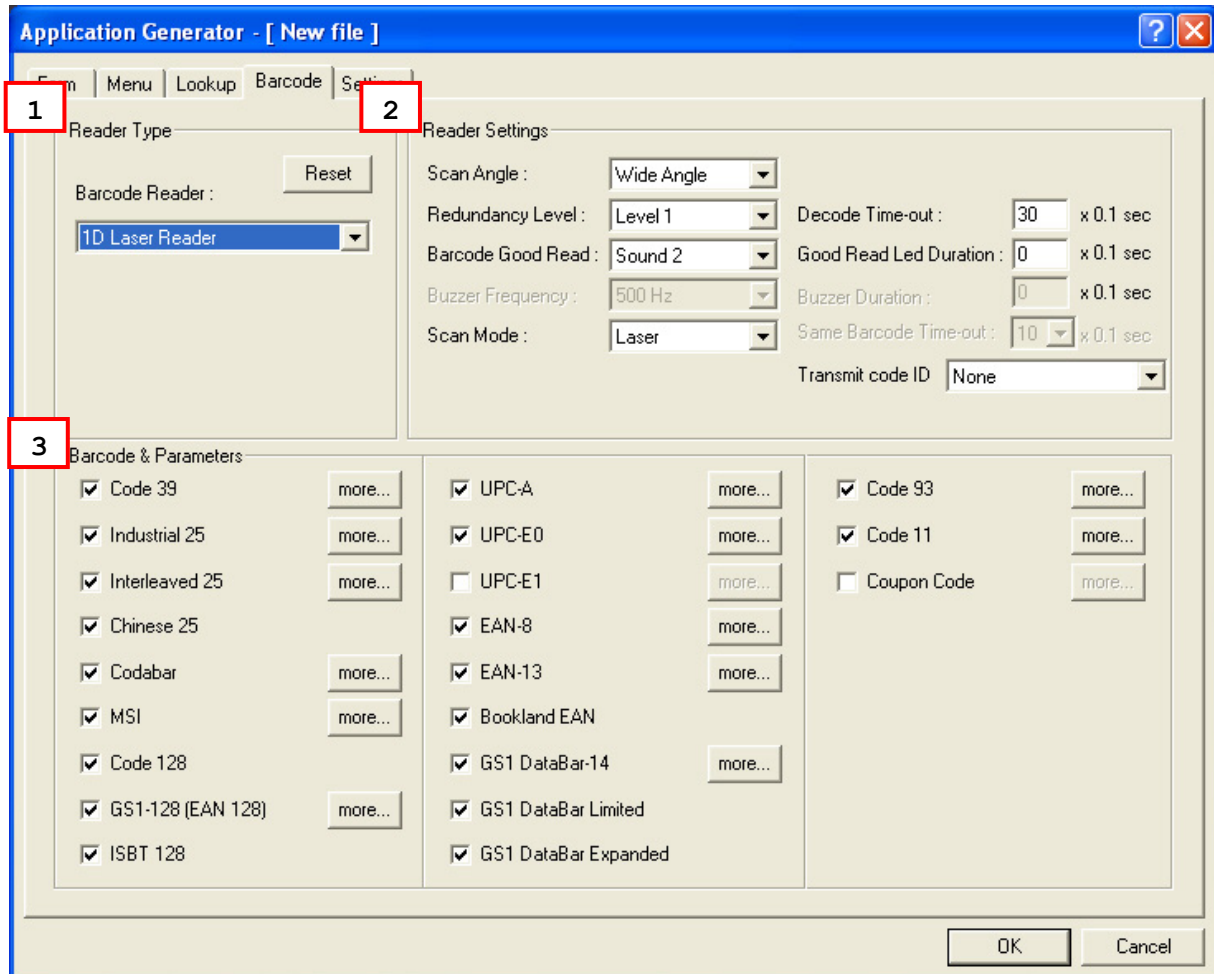 Application Generator - [ New file ]
Form Menu Lookup Barcode Settings
1
2
Reader Type
Reset
Barcode Reader :
1D Laser Reader
Reader Settings
Scan Angle : Wide Angle
Redundancy Level : Level 1 Decode Time-out : 30 x 0.1 sec
Barcode Good Read : Sound 2 Good Read Led Duration : 0 x 0.1 sec
Buzzer Frequency : 500 Hz Buzzer Duration : 0 x 0.1 sec
Scan Mode : Laser Same Barcode Time-out : 10 x 0.1 sec
Transmit code ID None
3
Barcode & Parameters
Code 39 more... UPC-A more... Code 93 more...
Industrial 25 more... UPC-E0 more... Code 11 more...
Interleaved 25 more... UPC-E1 more... Coupon Code more...
Chinese 25 EAN-8 more...
Codabar more... EAN-13 more...
MSI more... Bookland EAN
Code 128 GS1 DataBar-14 more...
GS1-128 (EAN 128) more... GS1 DataBar Limited
ISBT 128 GS1 DataBar Expanded
OK Cancel